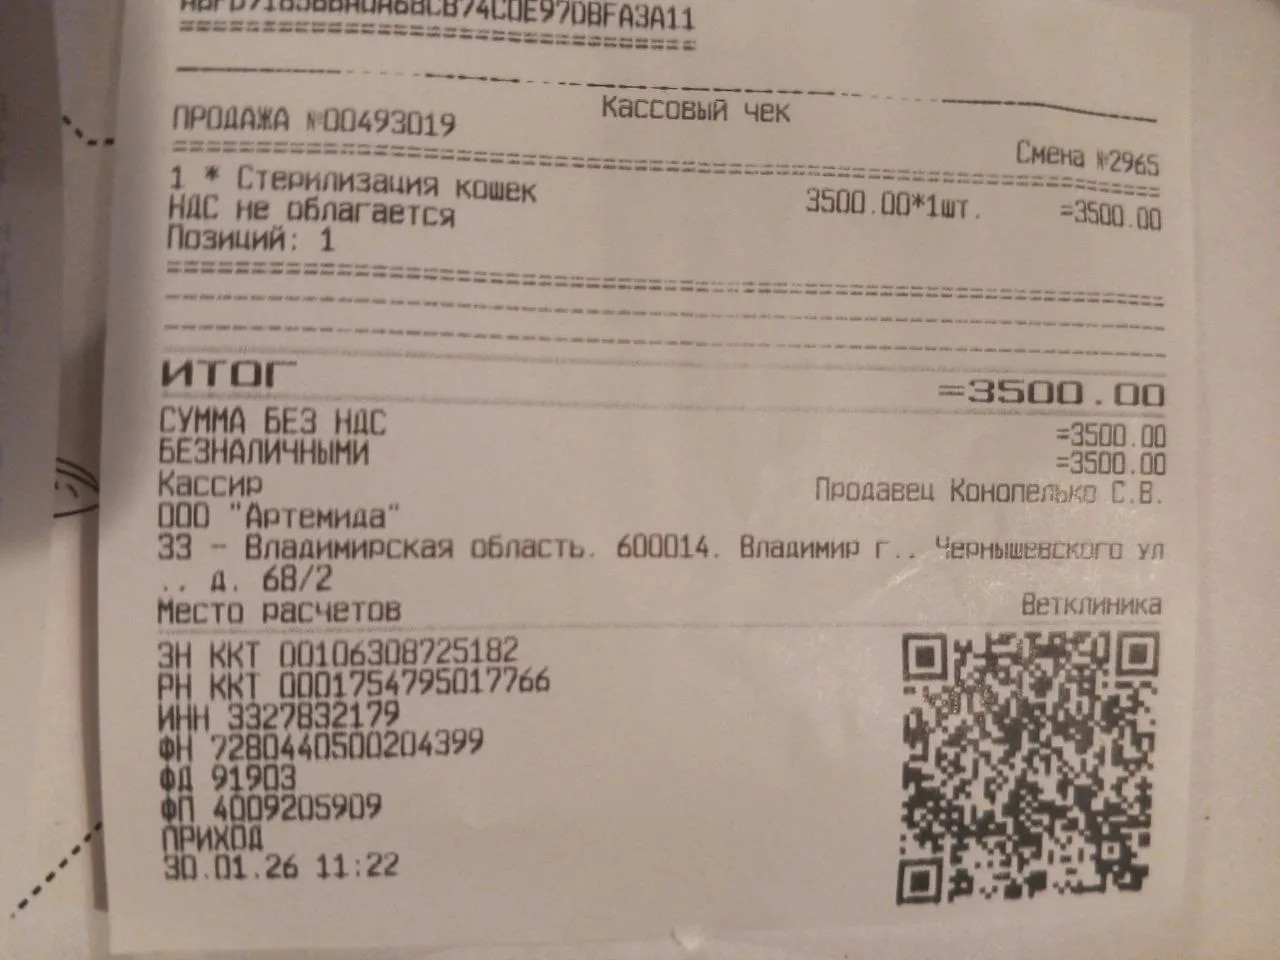 КАССОВЫЙ ЧЕК
ПРОДАЖА №00493019
Смена №2965
1 * Стерилизация кошек 3500.00*1шт. =3500.00
НДС не облагается
Позиций: 1
ИТОГ =3500.00
СУММА БЕЗ НДС =3500.00
БЕЗНАЛИЧНЫМИ =3500.00
Кассир Продавец Конопелько С.В.
ООО "Артемида"
33 - Владимирская область. 600014. Владимир г.. Чернышевского ул
.. д. 68/2
Место расчетов Ветклиника
ЗН ККТ 00106308725182
РН ККТ 0001754795017766
ИНН 3327832179
ФН 7280440500204399
ФД 91903
ФП 4009205909
ПРИХОД
30.01.26 11:22